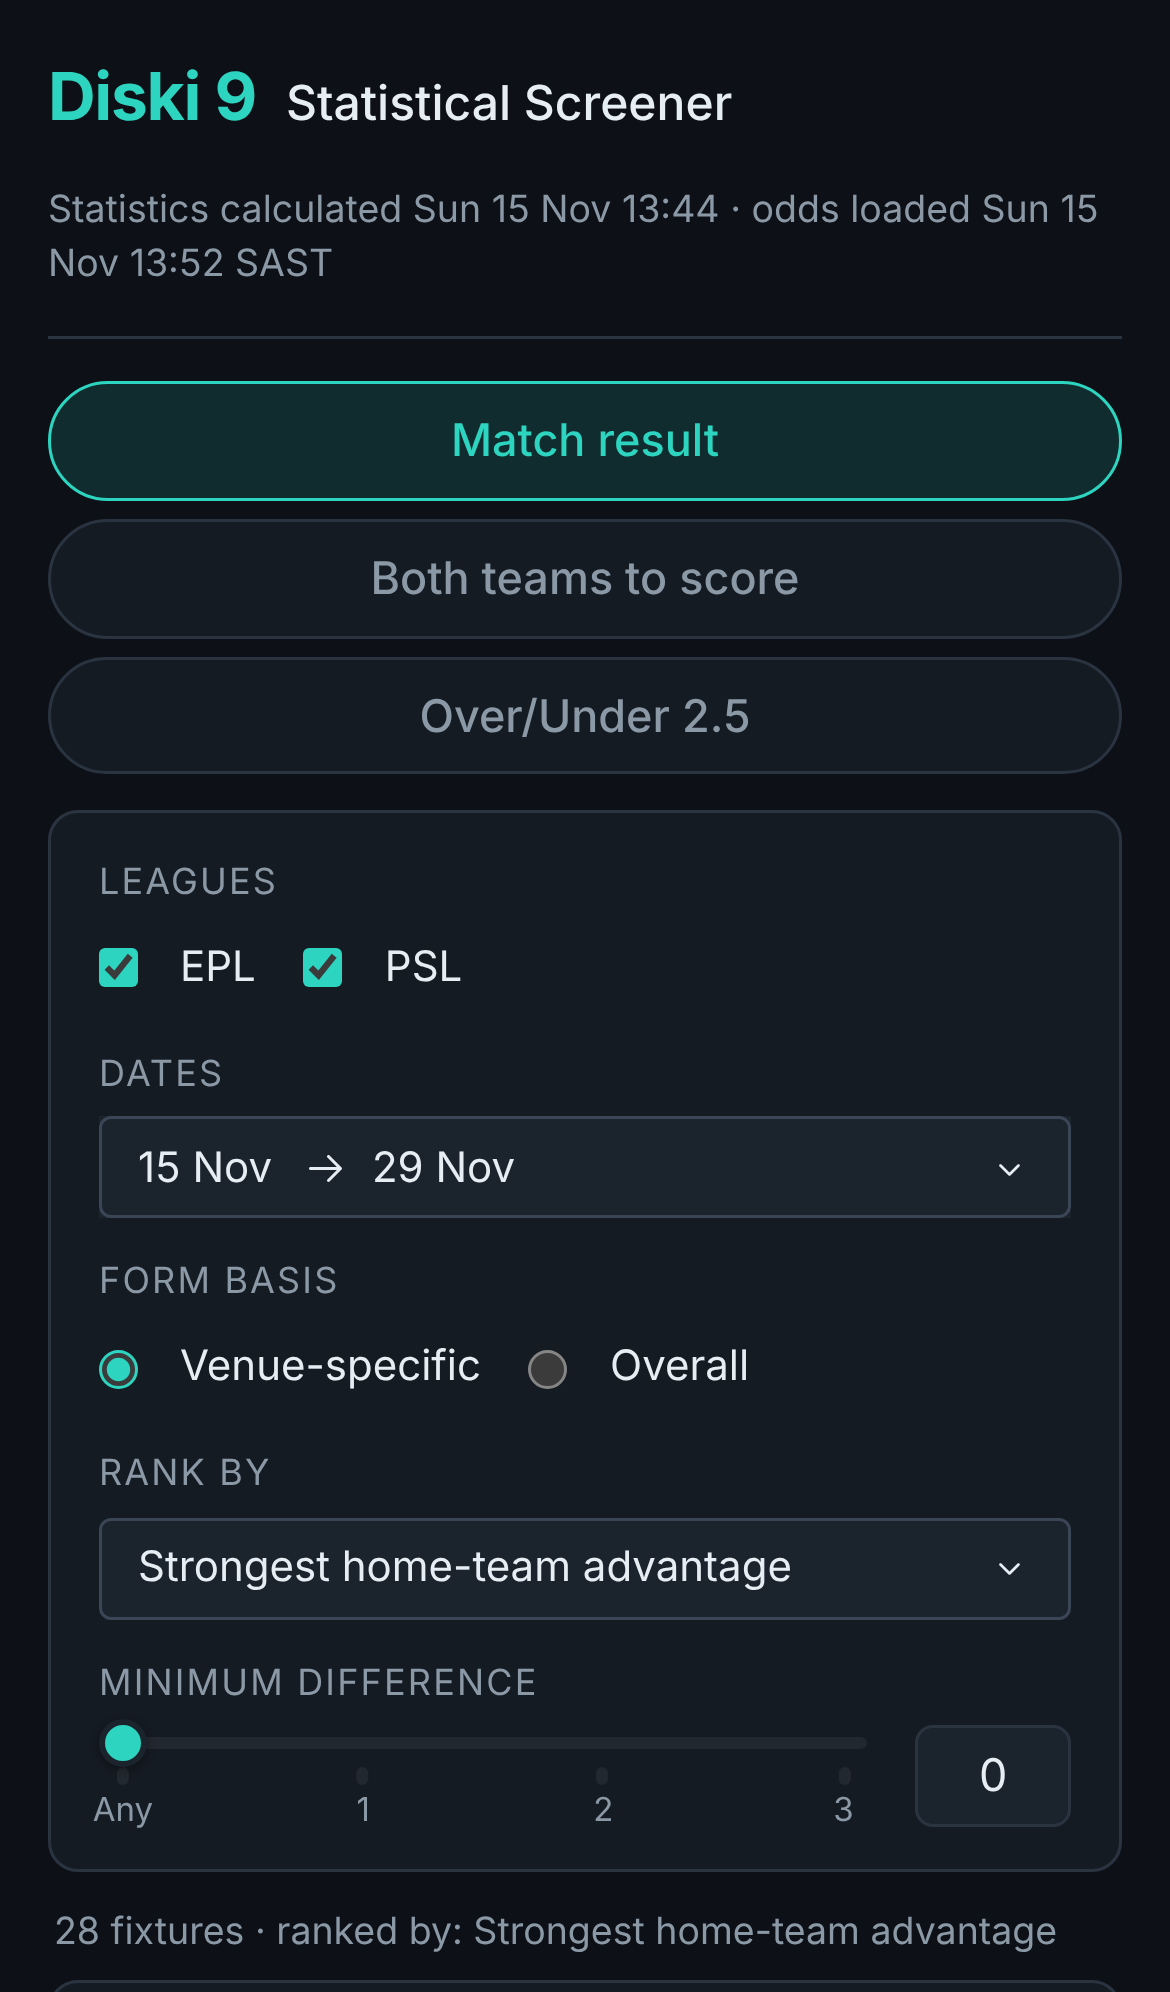 Diski 9 Statistical Screener
Statistics calculated Sun 15 Nov 13:44 · odds loaded Sun 15
Nov 13:52 SAST
Match result
Both teams to score
Over/Under 2.5
LEAGUES
EPL PSL
DATES
15 Nov → 29 Nov
FORM BASIS
Venue-specific Overall
RANK BY
Strongest home-team advantage
MINIMUM DIFFERENCE
0
Any 1 2 3
28 fixtures · ranked by: Strongest home-team advantage